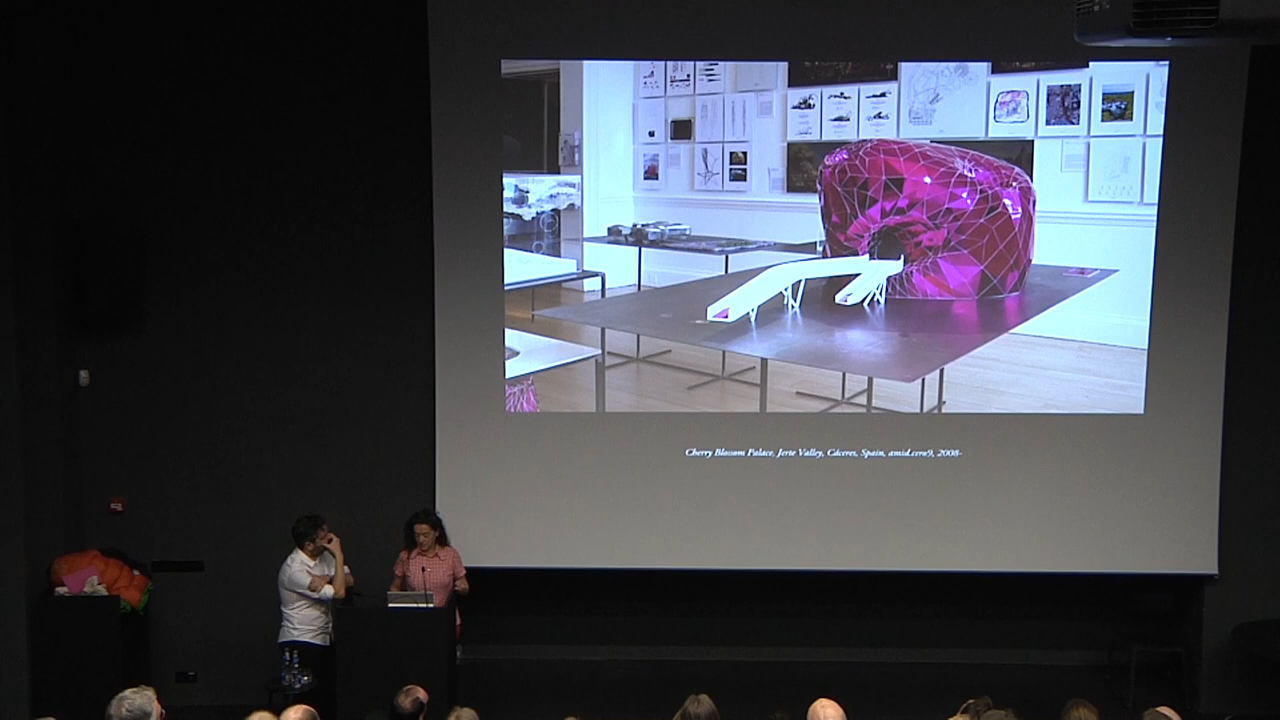 Cherry Blossom Palace, Jerte Valley, Cáceres, Spain, amid.cero9, 2008-